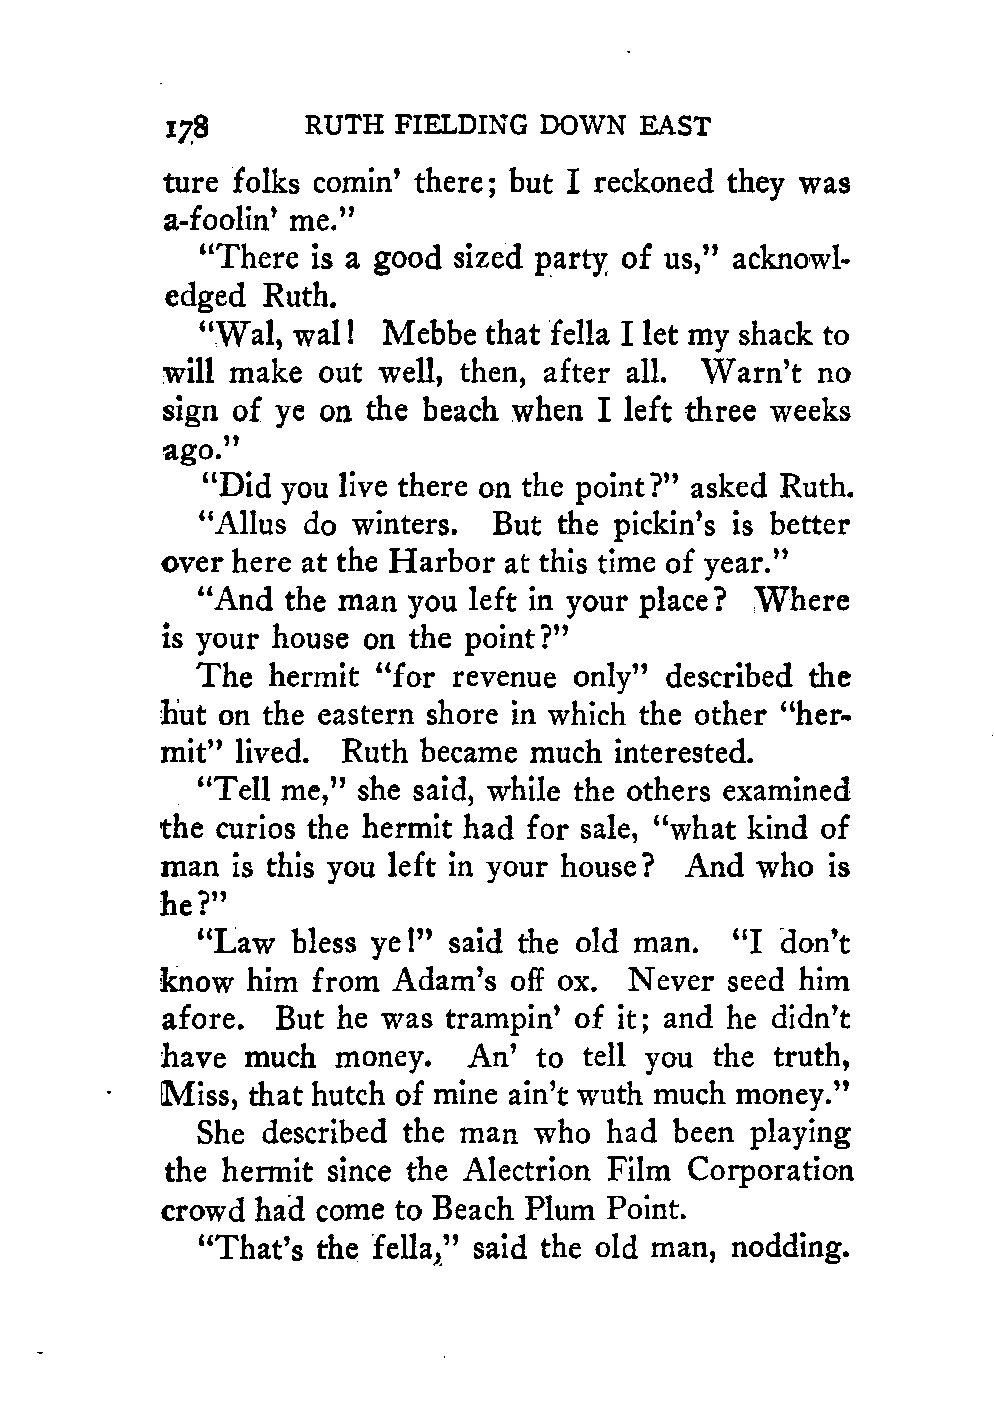 178 RUTH FIELDING DOWN EAST
ture folks comin' there; but I reckoned they was
a-foolin' me."
"There is a good sized party of us," acknowl-
edged Ruth.
"Wal, wal! Mebbe that fella I let my shack to
will make out well, then, after all. Warn't no
sign of ye on the beach when I left three weeks
ago."
"Did you live there on the point?" asked Ruth.
"Allus do winters. But the pickin's is better
over here at the Harbor at this time of year."
"And the man you left in your place? Where
is your house on the point?"
The hermit "for revenue only" described the
hut on the eastern shore in which the other "her-
mit" lived. Ruth became much interested.
"Tell me," she said, while the others examined
the curios the hermit had for sale, "what kind of
man is this you left in your house? And who is
he?"
"Law bless ye!" said the old man. "I don't
know him from Adam's off ox. Never seed him
afore. But he was trampin' of it; and he didn't
have much money. An' to tell you the truth,
Miss, that hutch of mine ain't wuth much money."
She described the man who had been playing
the hermit since the Alectrion Film Corporation
crowd had come to Beach Plum Point.
"That's the fella," said the old man, nodding.